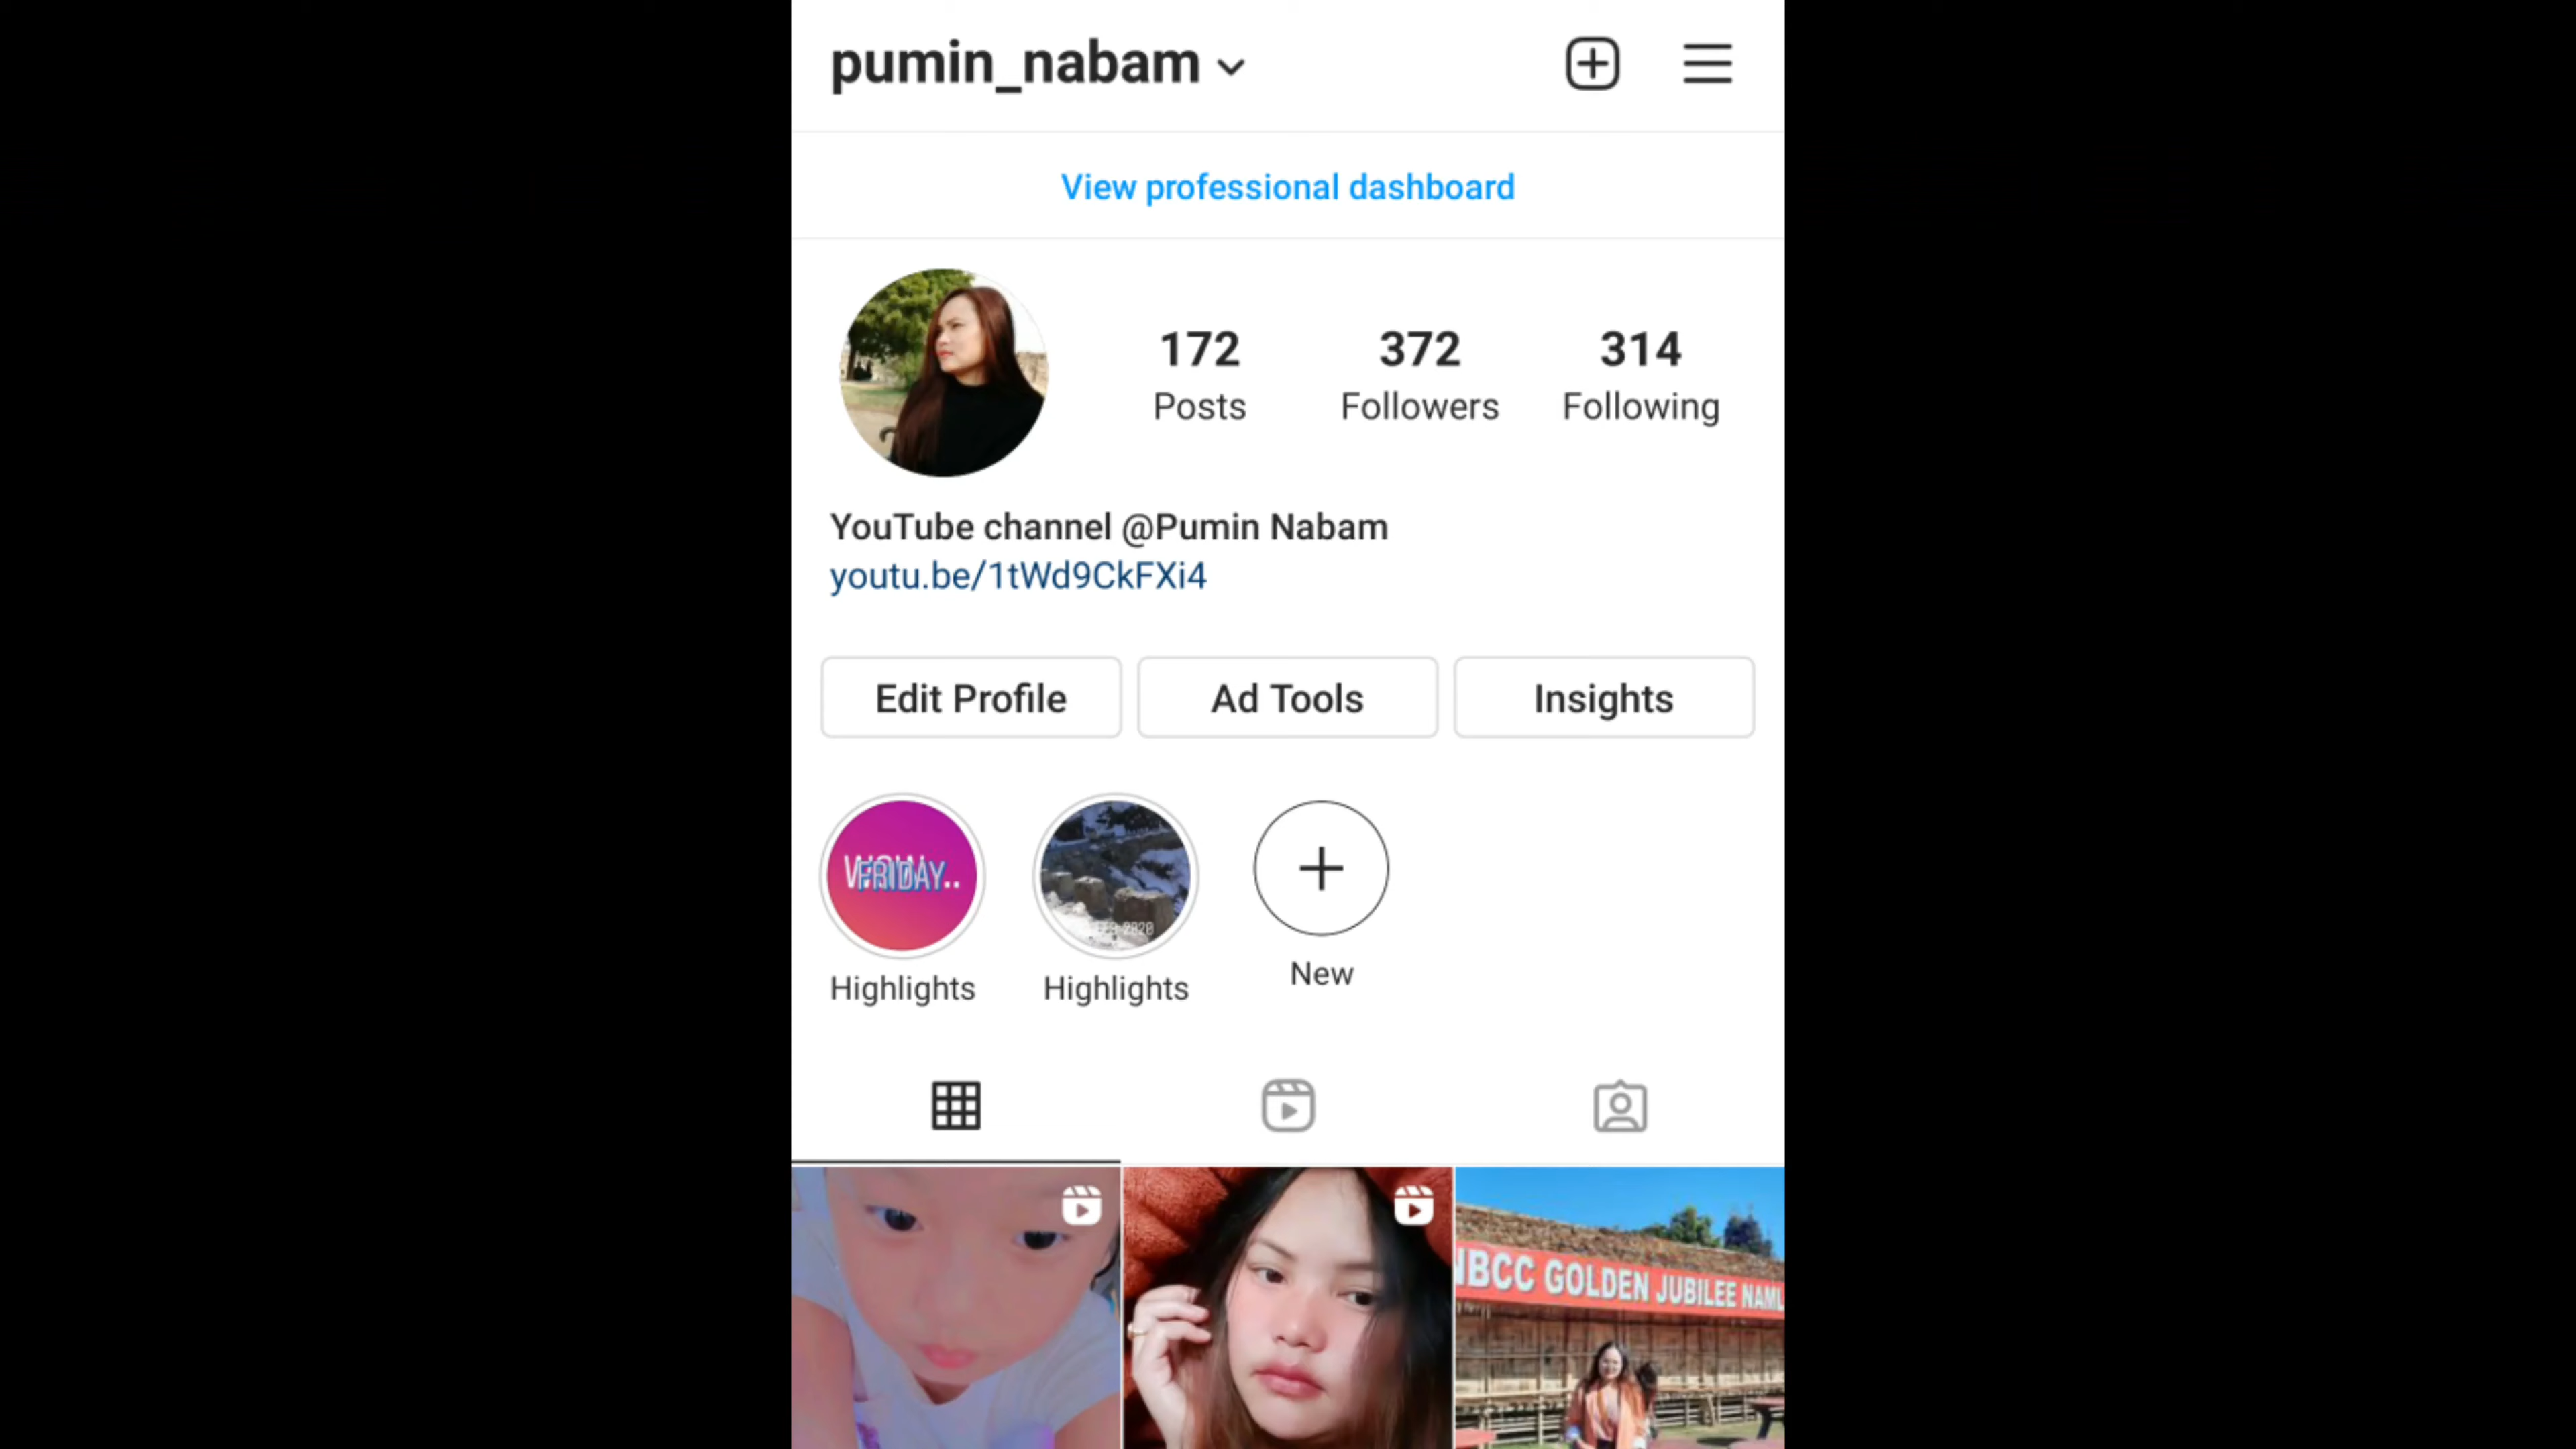 pumin_nabam
View professional dashboard
172 372 314
Posts Followers Following
YouTube channel @Pumin Nabam
youtu.be/1tWd9CkFXi4
Edit Profile Ad Tools Insights
FRIDAY..
2020
Highlights Highlights New
BCC GOLDEN JUBILEE